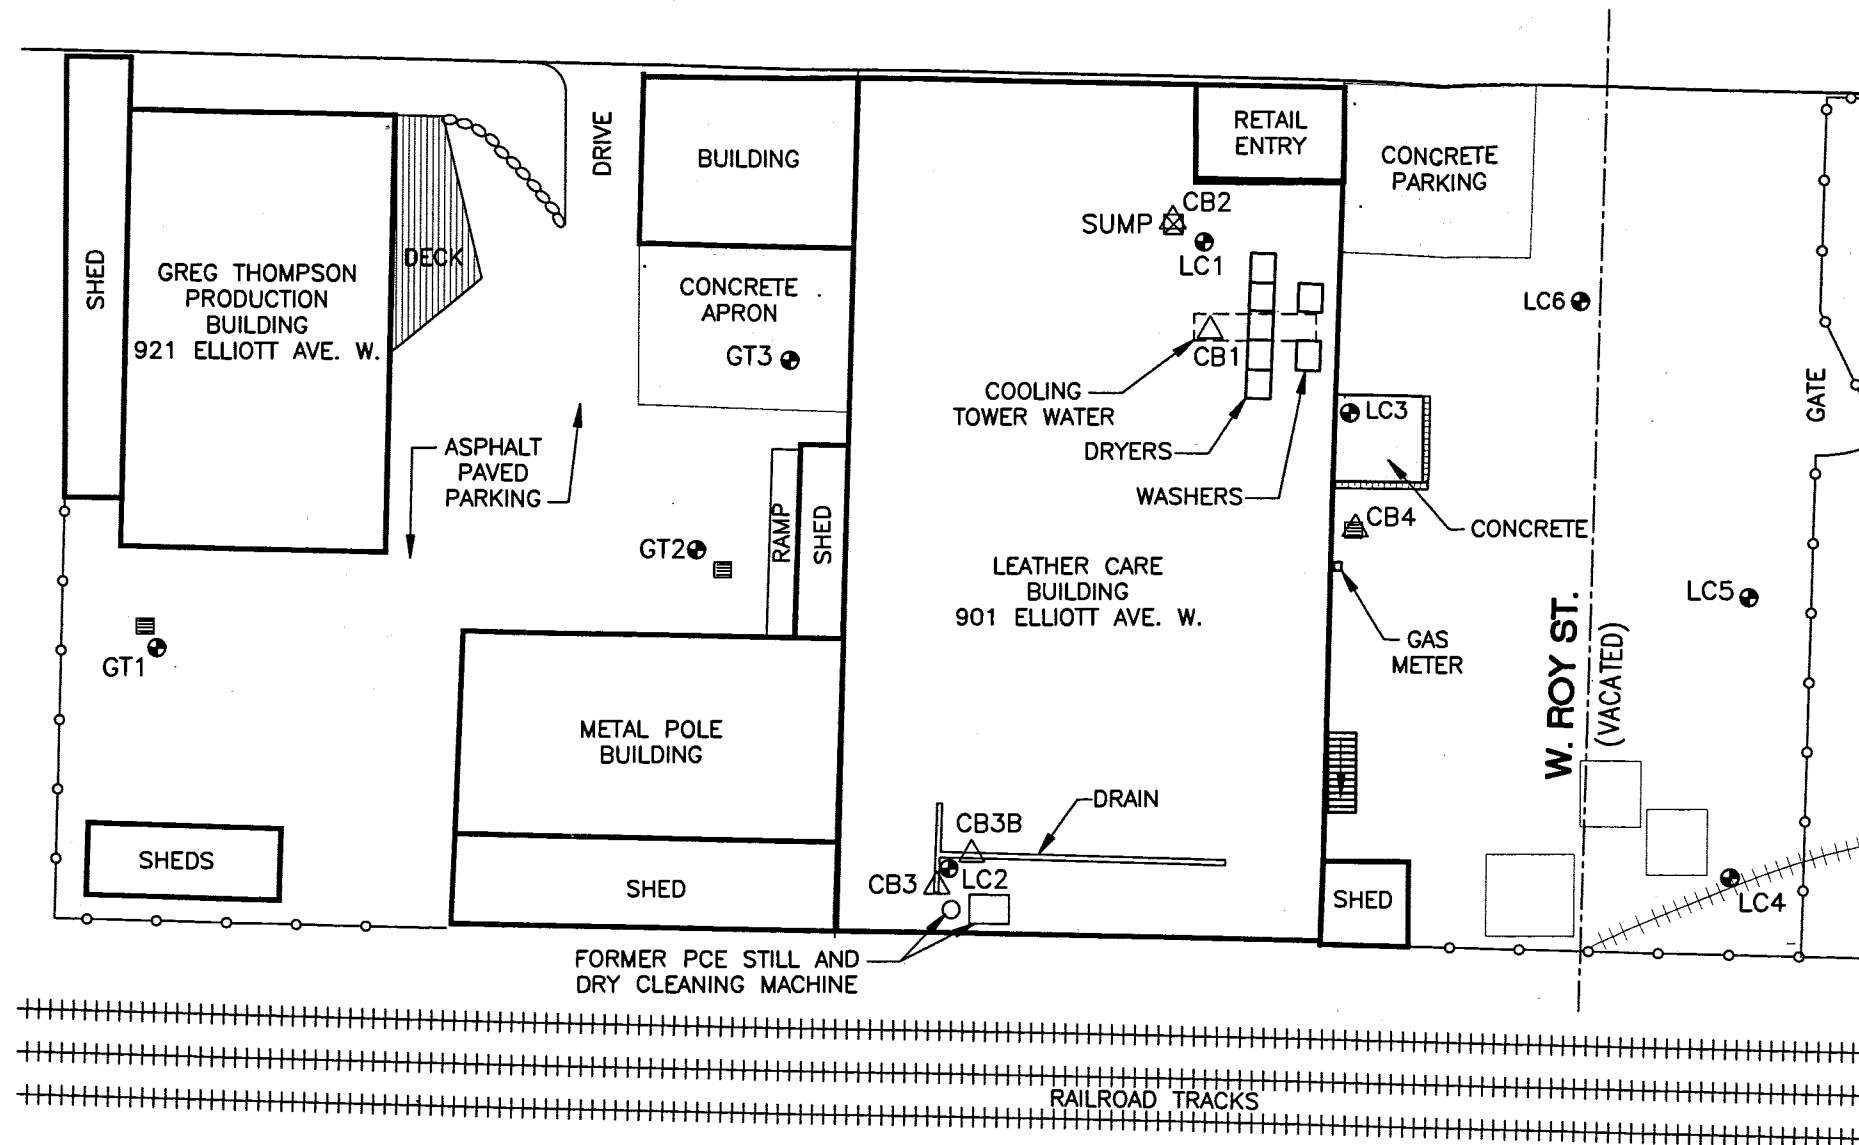 SHED
GREG THOMPSON
PRODUCTION
BUILDING
921 ELLIOTT AVE. W.
DECK
DRIVE
BUILDING
CONCRETE
APRON
GT3
ASPHALT
PAVED
PARKING
GT2
RAMP
SHED
GT1
METAL POLE
BUILDING
SHEDS
SHED
RETAIL
ENTRY
CONCRETE
PARKING
SUMP
CB2
LC1
CB1
COOLING
TOWER WATER
DRYERS
WASHERS
LC6
LC3
GATE
CB4
CONCRETE
LEATHER CARE
BUILDING
901 ELLIOTT AVE. W.
GAS
METER
LC5
W. ROY ST.
(VACATED)
DRAIN
CB3B
CB3
LC2
SHED
LC4
FORMER PCE STILL AND
DRY CLEANING MACHINE
RAILROAD TRACKS